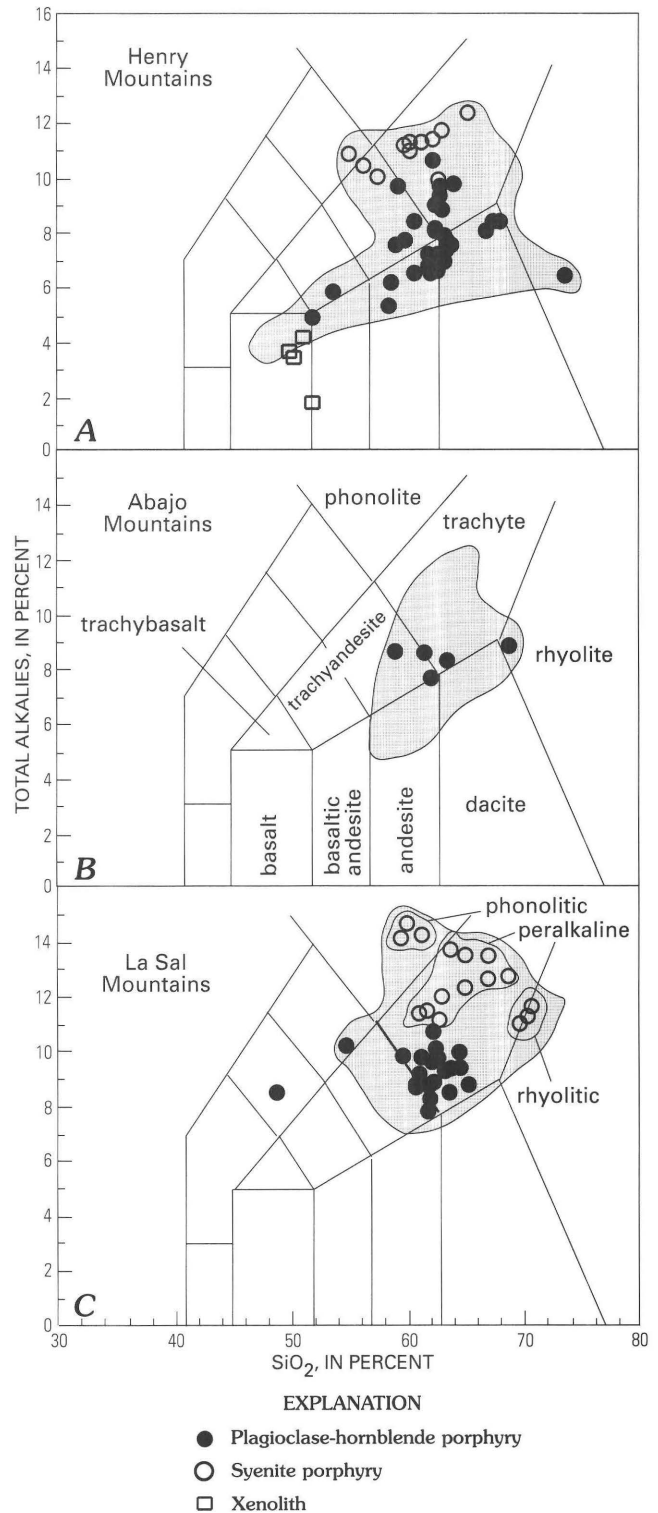 16
14
12
10
8
6
4
2
0
Henry
Mountains
A
TOTAL ALKALIES, IN PERCENT
14
12
10
8
6
4
2
0
Abajo
Mountains
phonolite
trachyte
trachybasalt
trachyandesite
rhyolite
basalt
basaltic
andesite
andesite
dacite
B
14
12
10
8
6
4
2
0
La Sal
Mountains
phonolitic
peralkaline
rhyolitic
C
30 40 50 60 70 80
SiO₂, IN PERCENT
EXPLANATION
Plagioclase-hornblende porphyry
Syenite porphyry
Xenolith